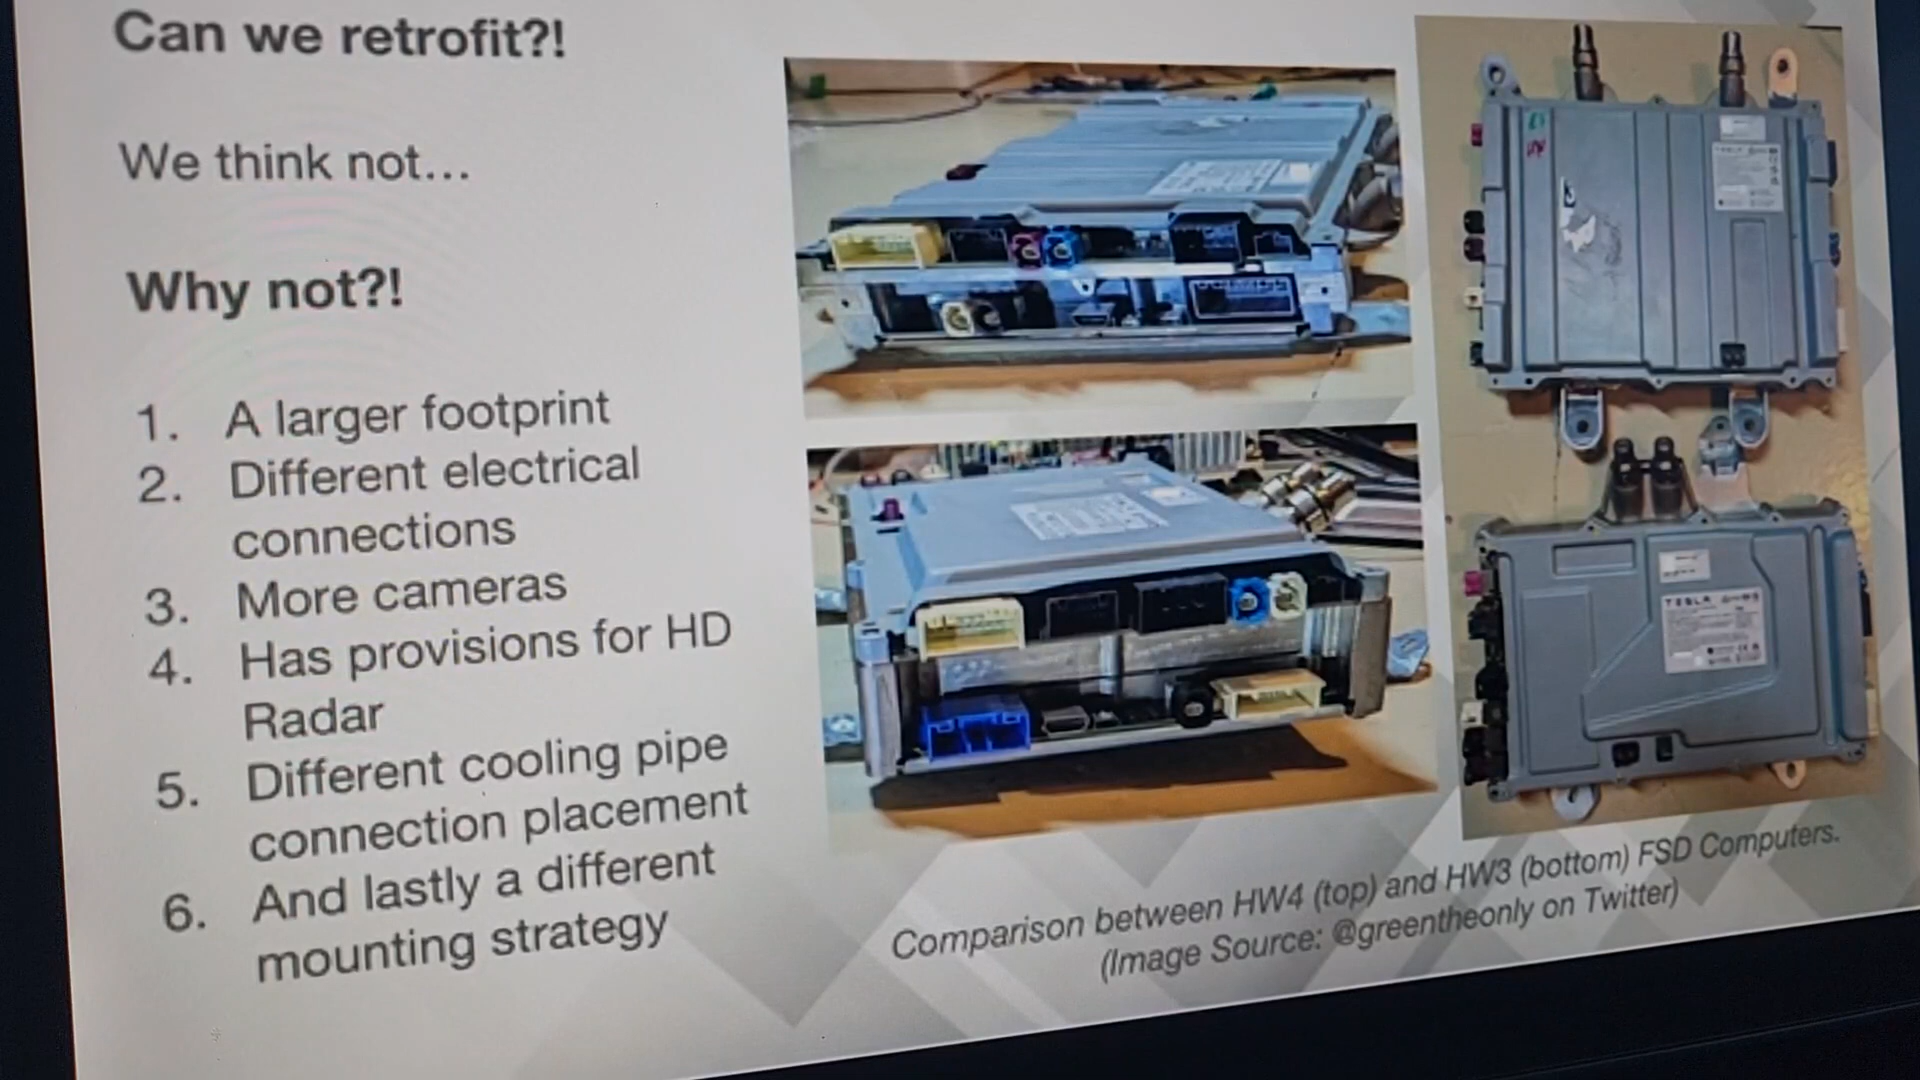 Can we retrofit?!
We think not...
Why not?!
1. A larger footprint
2. Different electrical
connections
3. More cameras
4. Has provisions for HD
Radar
5. Different cooling pipe
connection placement
6. And lastly a different
mounting strategy
TESLA
Comparison between HW4 (top) and HW3 (bottom) FSD Computers.
(Image Source: @greentheonly on Twitter)